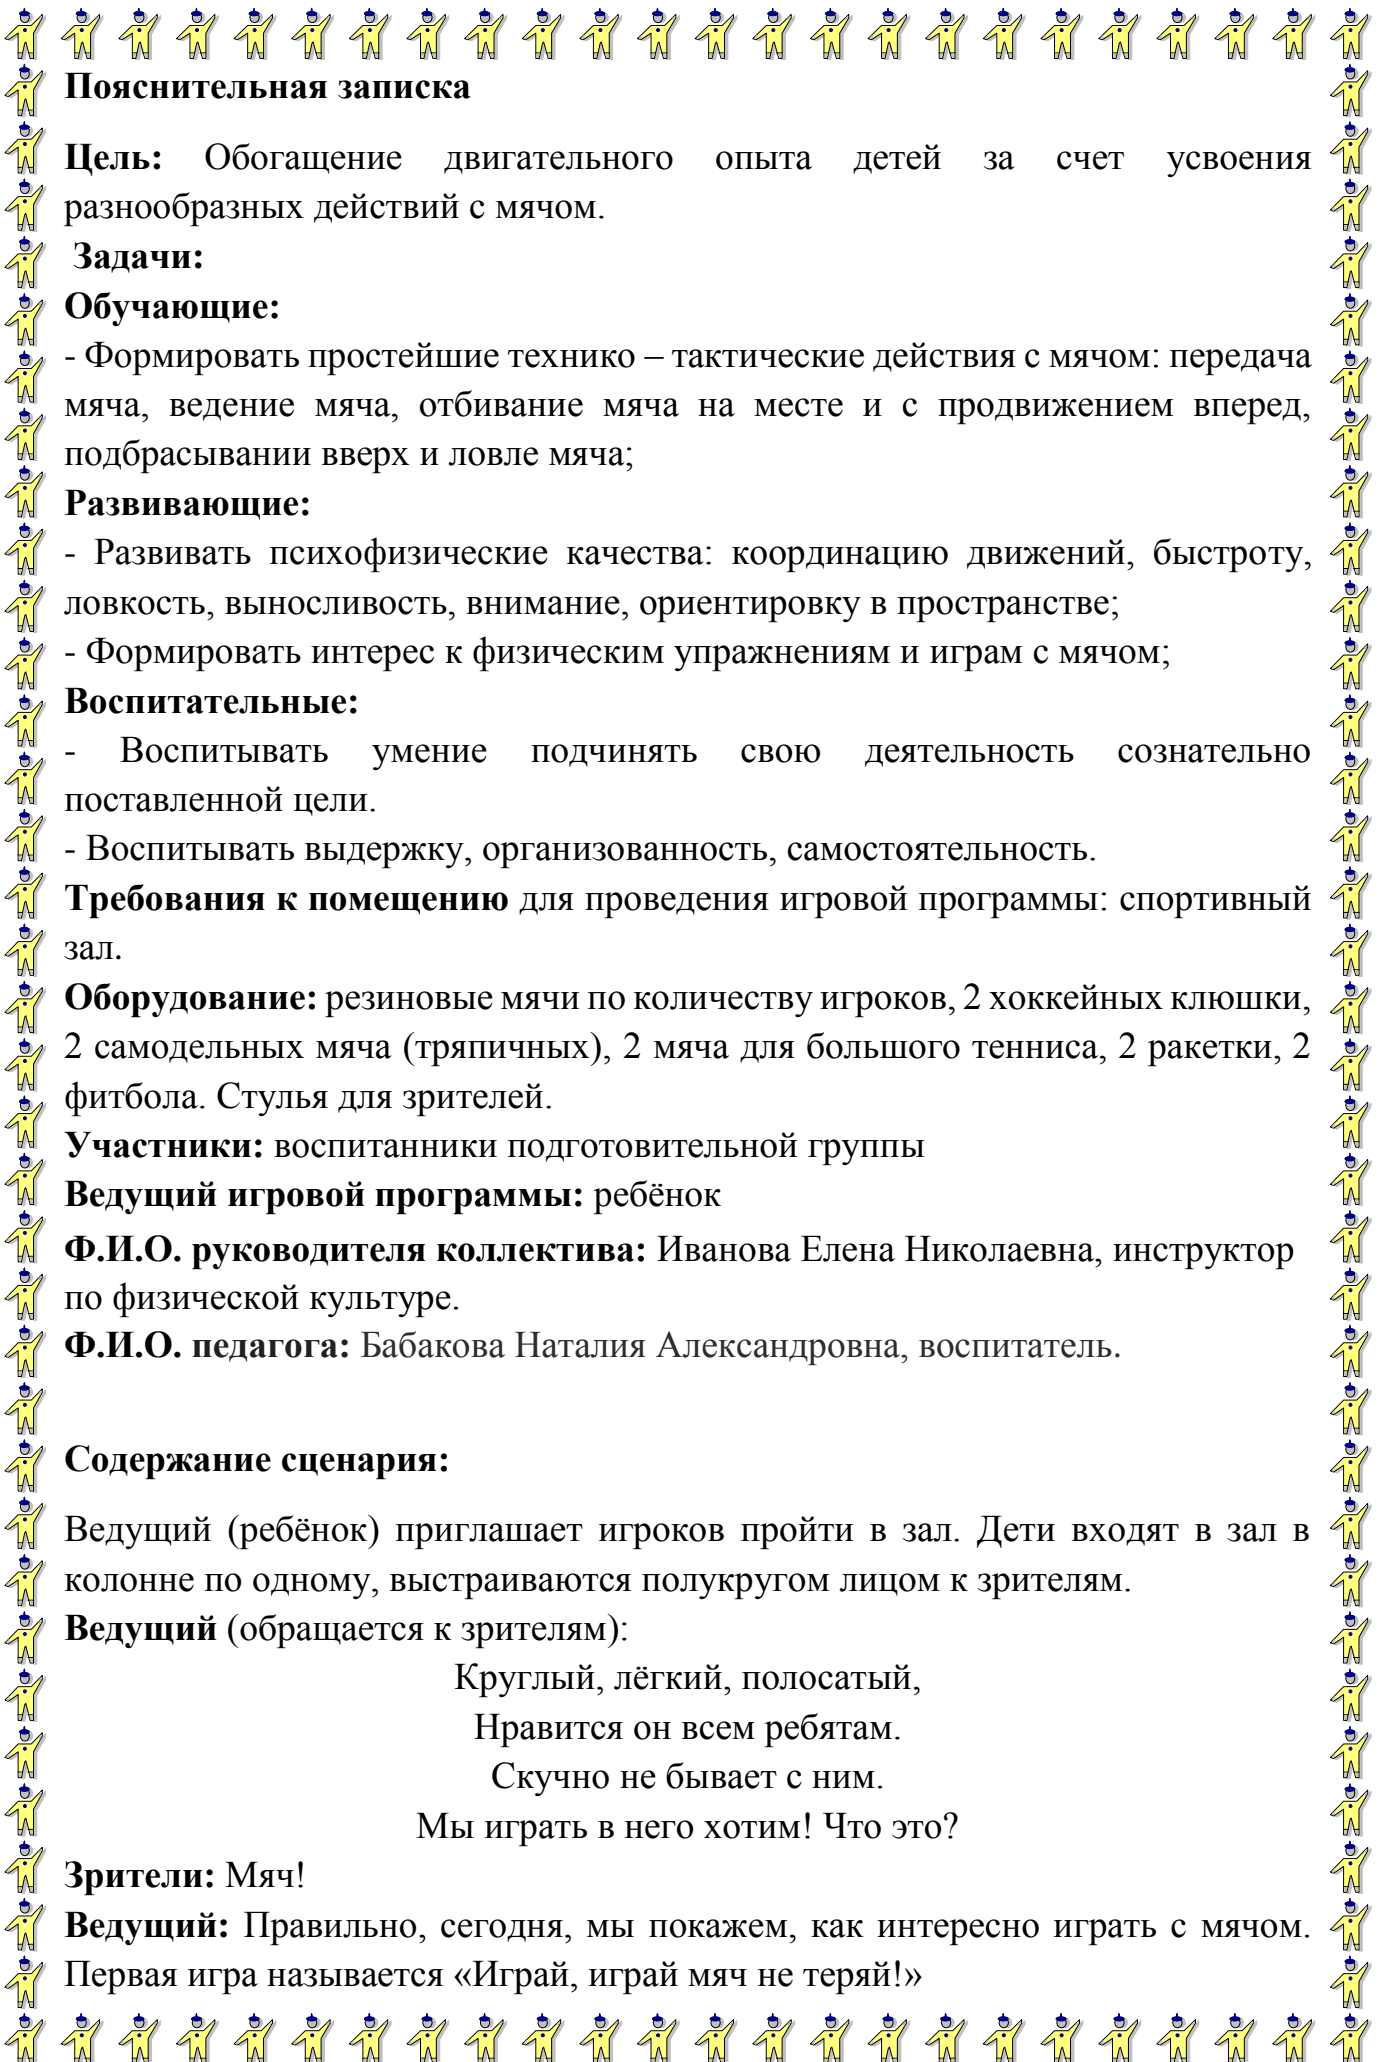 Пояснительная записка
Цель: Обогащение двигательного опыта детей за счет усвоения
разнообразных действий с мячом.
Задачи:
Обучающие:
- Формировать простейшие технико – тактические действия с мячом: передача
мяча, ведение мяча, отбивание мяча на месте и с продвижением вперед,
подбрасывании вверх и ловле мяча;
Развивающие:
- Развивать психофизические качества: координацию движений, быстроту,
ловкость, выносливость, внимание, ориентировку в пространстве;
- Формировать интерес к физическим упражнениям и играм с мячом;
Воспитательные:
- Воспитывать умение подчинять свою деятельность сознательно
поставленной цели.
- Воспитывать выдержку, организованность, самостоятельность.
Требования к помещению для проведения игровой программы: спортивный
зал.
Оборудование: резиновые мячи по количеству игроков, 2 хоккейных клюшки,
2 самодельных мяча (тряпичных), 2 мяча для большого тенниса, 2 ракетки, 2
фитбола. Стулья для зрителей.
Участники: воспитанники подготовительной группы
Ведущий игровой программы: ребёнок
Ф.И.О. руководителя коллектива: Иванова Елена Николаевна, инструктор
по физической культуре.
Ф.И.О. педагога: Бабакова Наталия Александровна, воспитатель.
Содержание сценария:
Ведущий (ребёнок) приглашает игроков пройти в зал. Дети входят в зал в
колонне по одному, выстраиваются полукругом лицом к зрителям.
Ведущий (обращается к зрителям):
Круглый, лёгкий, полосатый,
Нравится он всем ребятам.
Скучно не бывает с ним.
Мы играть в него хотим! Что это?
Зрители: Мяч!
Ведущий: Правильно, сегодня, мы покажем, как интересно играть с мячом.
Первая игра называется «Играй, играй мяч не теряй!»